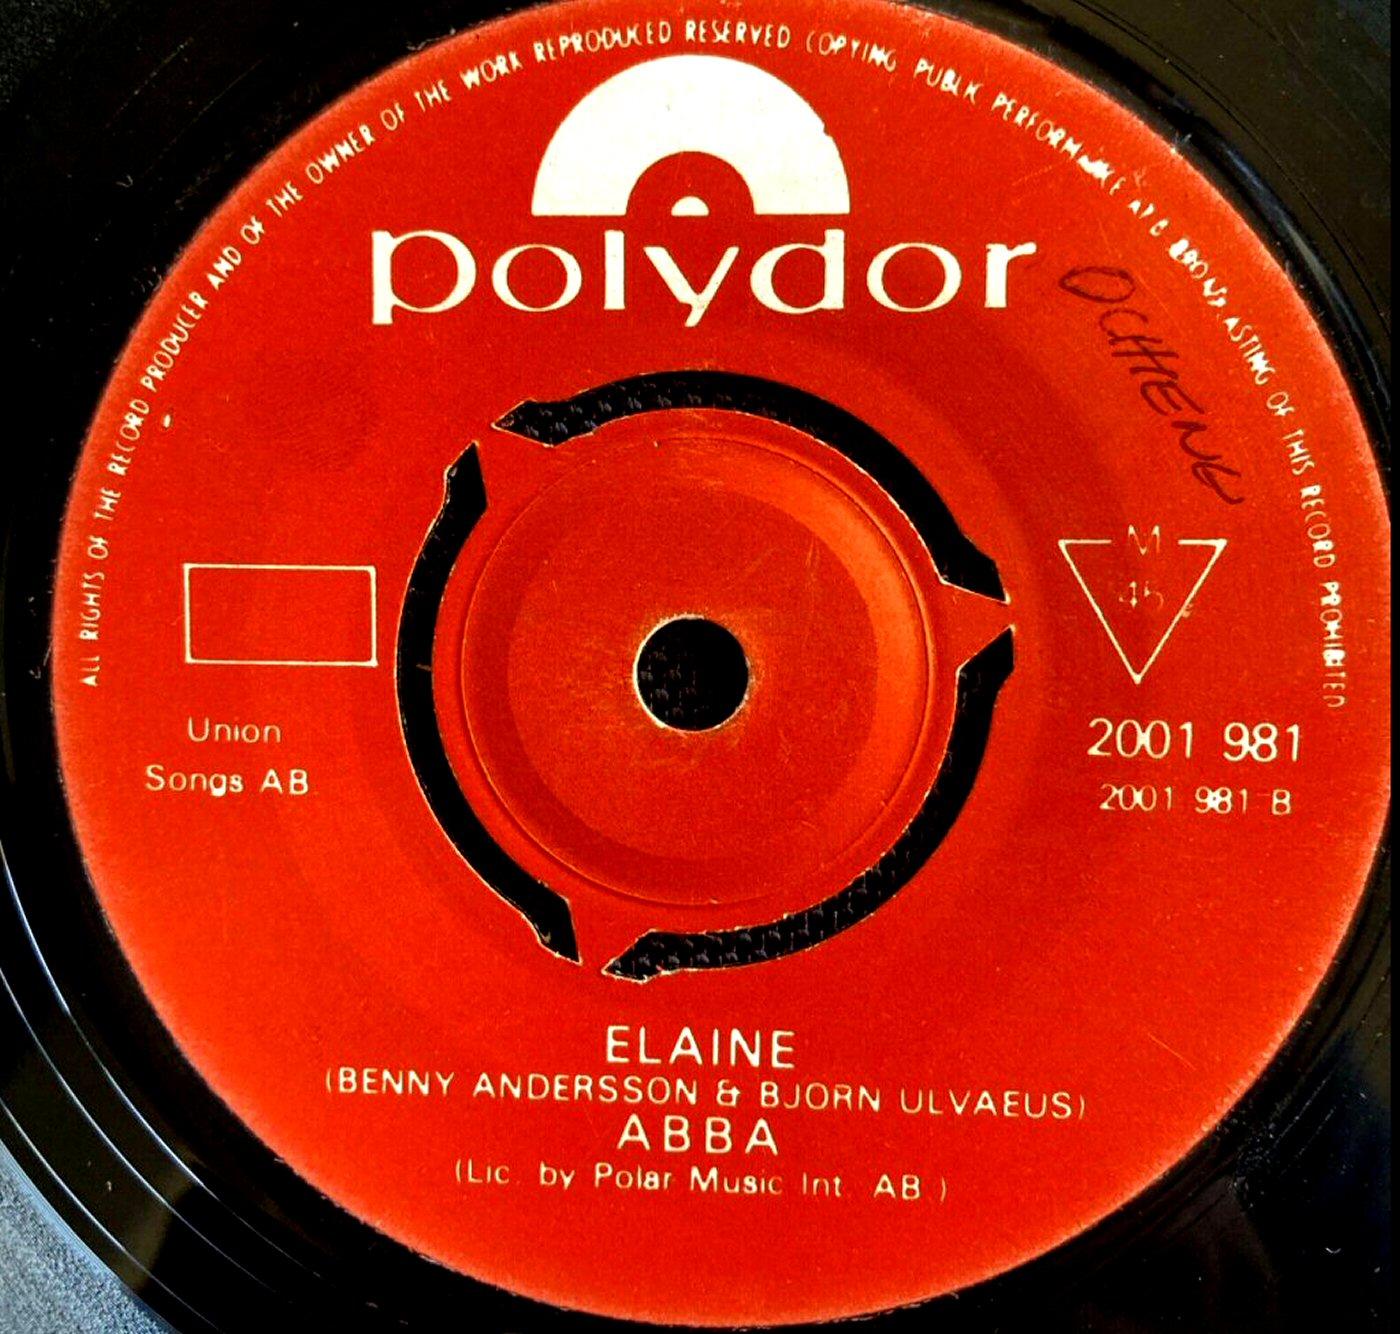 ALL RIGHTS OF THE RECORD PRODUCER AND OF THE OWNER OF THE WORK REPRODUCED RESERVED COPYING, PUBLIC PERFORMANCE AND BROADCASTING OF THIS RECORD PROHIBITED
polydor
OCHIENG
M
45
Union
Songs AB
2001 981
2001 981 B
ELAINE
(BENNY ANDERSSON & BJORN ULVAEUS)
ABBA
(Lic. by Polar Music Int. AB )